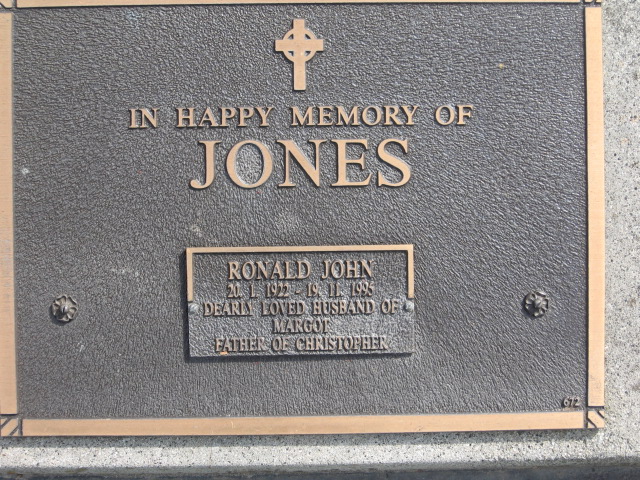 IN HAPPY MEMORY OF
JONES
RONALD JOHN
20. 1. 1922 - 19. 11. 1995
DEARLY LOVED HUSBAND OF
MARGOT
FATHER OF CHRISTOPHER
672